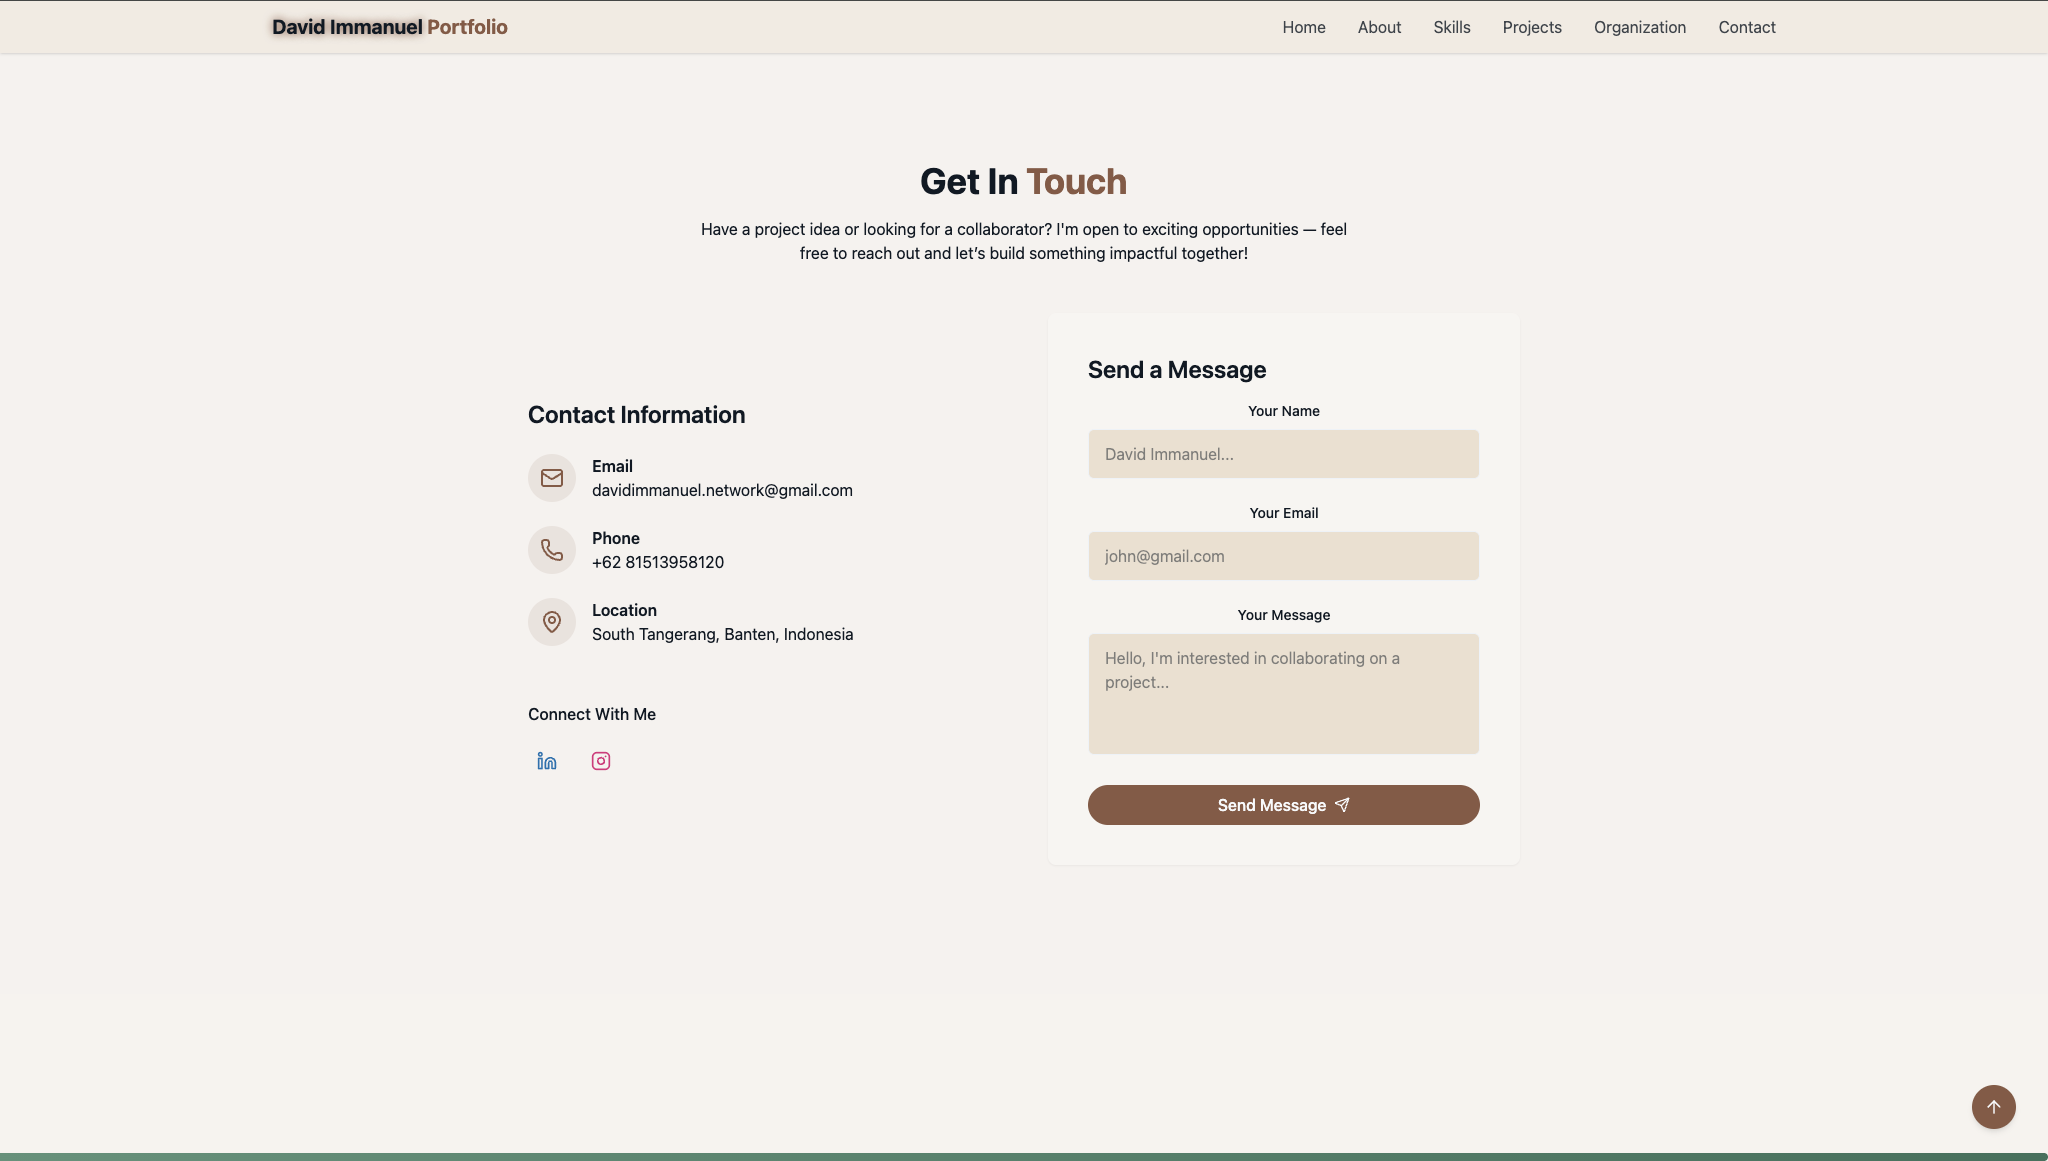 David Immanuel Portfolio
Home
About
Skills
Projects
Organization
Contact
Get In Touch
Have a project idea or looking for a collaborator? I'm open to exciting opportunities — feel
free to reach out and let’s build something impactful together!
Contact Information
Email
davidimmanuel.network@gmail.com
Phone
+62 81513958120
Location
South Tangerang, Banten, Indonesia
Connect With Me
Send a Message
Your Name
David Immanuel...
Your Email
john@gmail.com
Your Message
Hello, I'm interested in collaborating on a
project...
Send Message